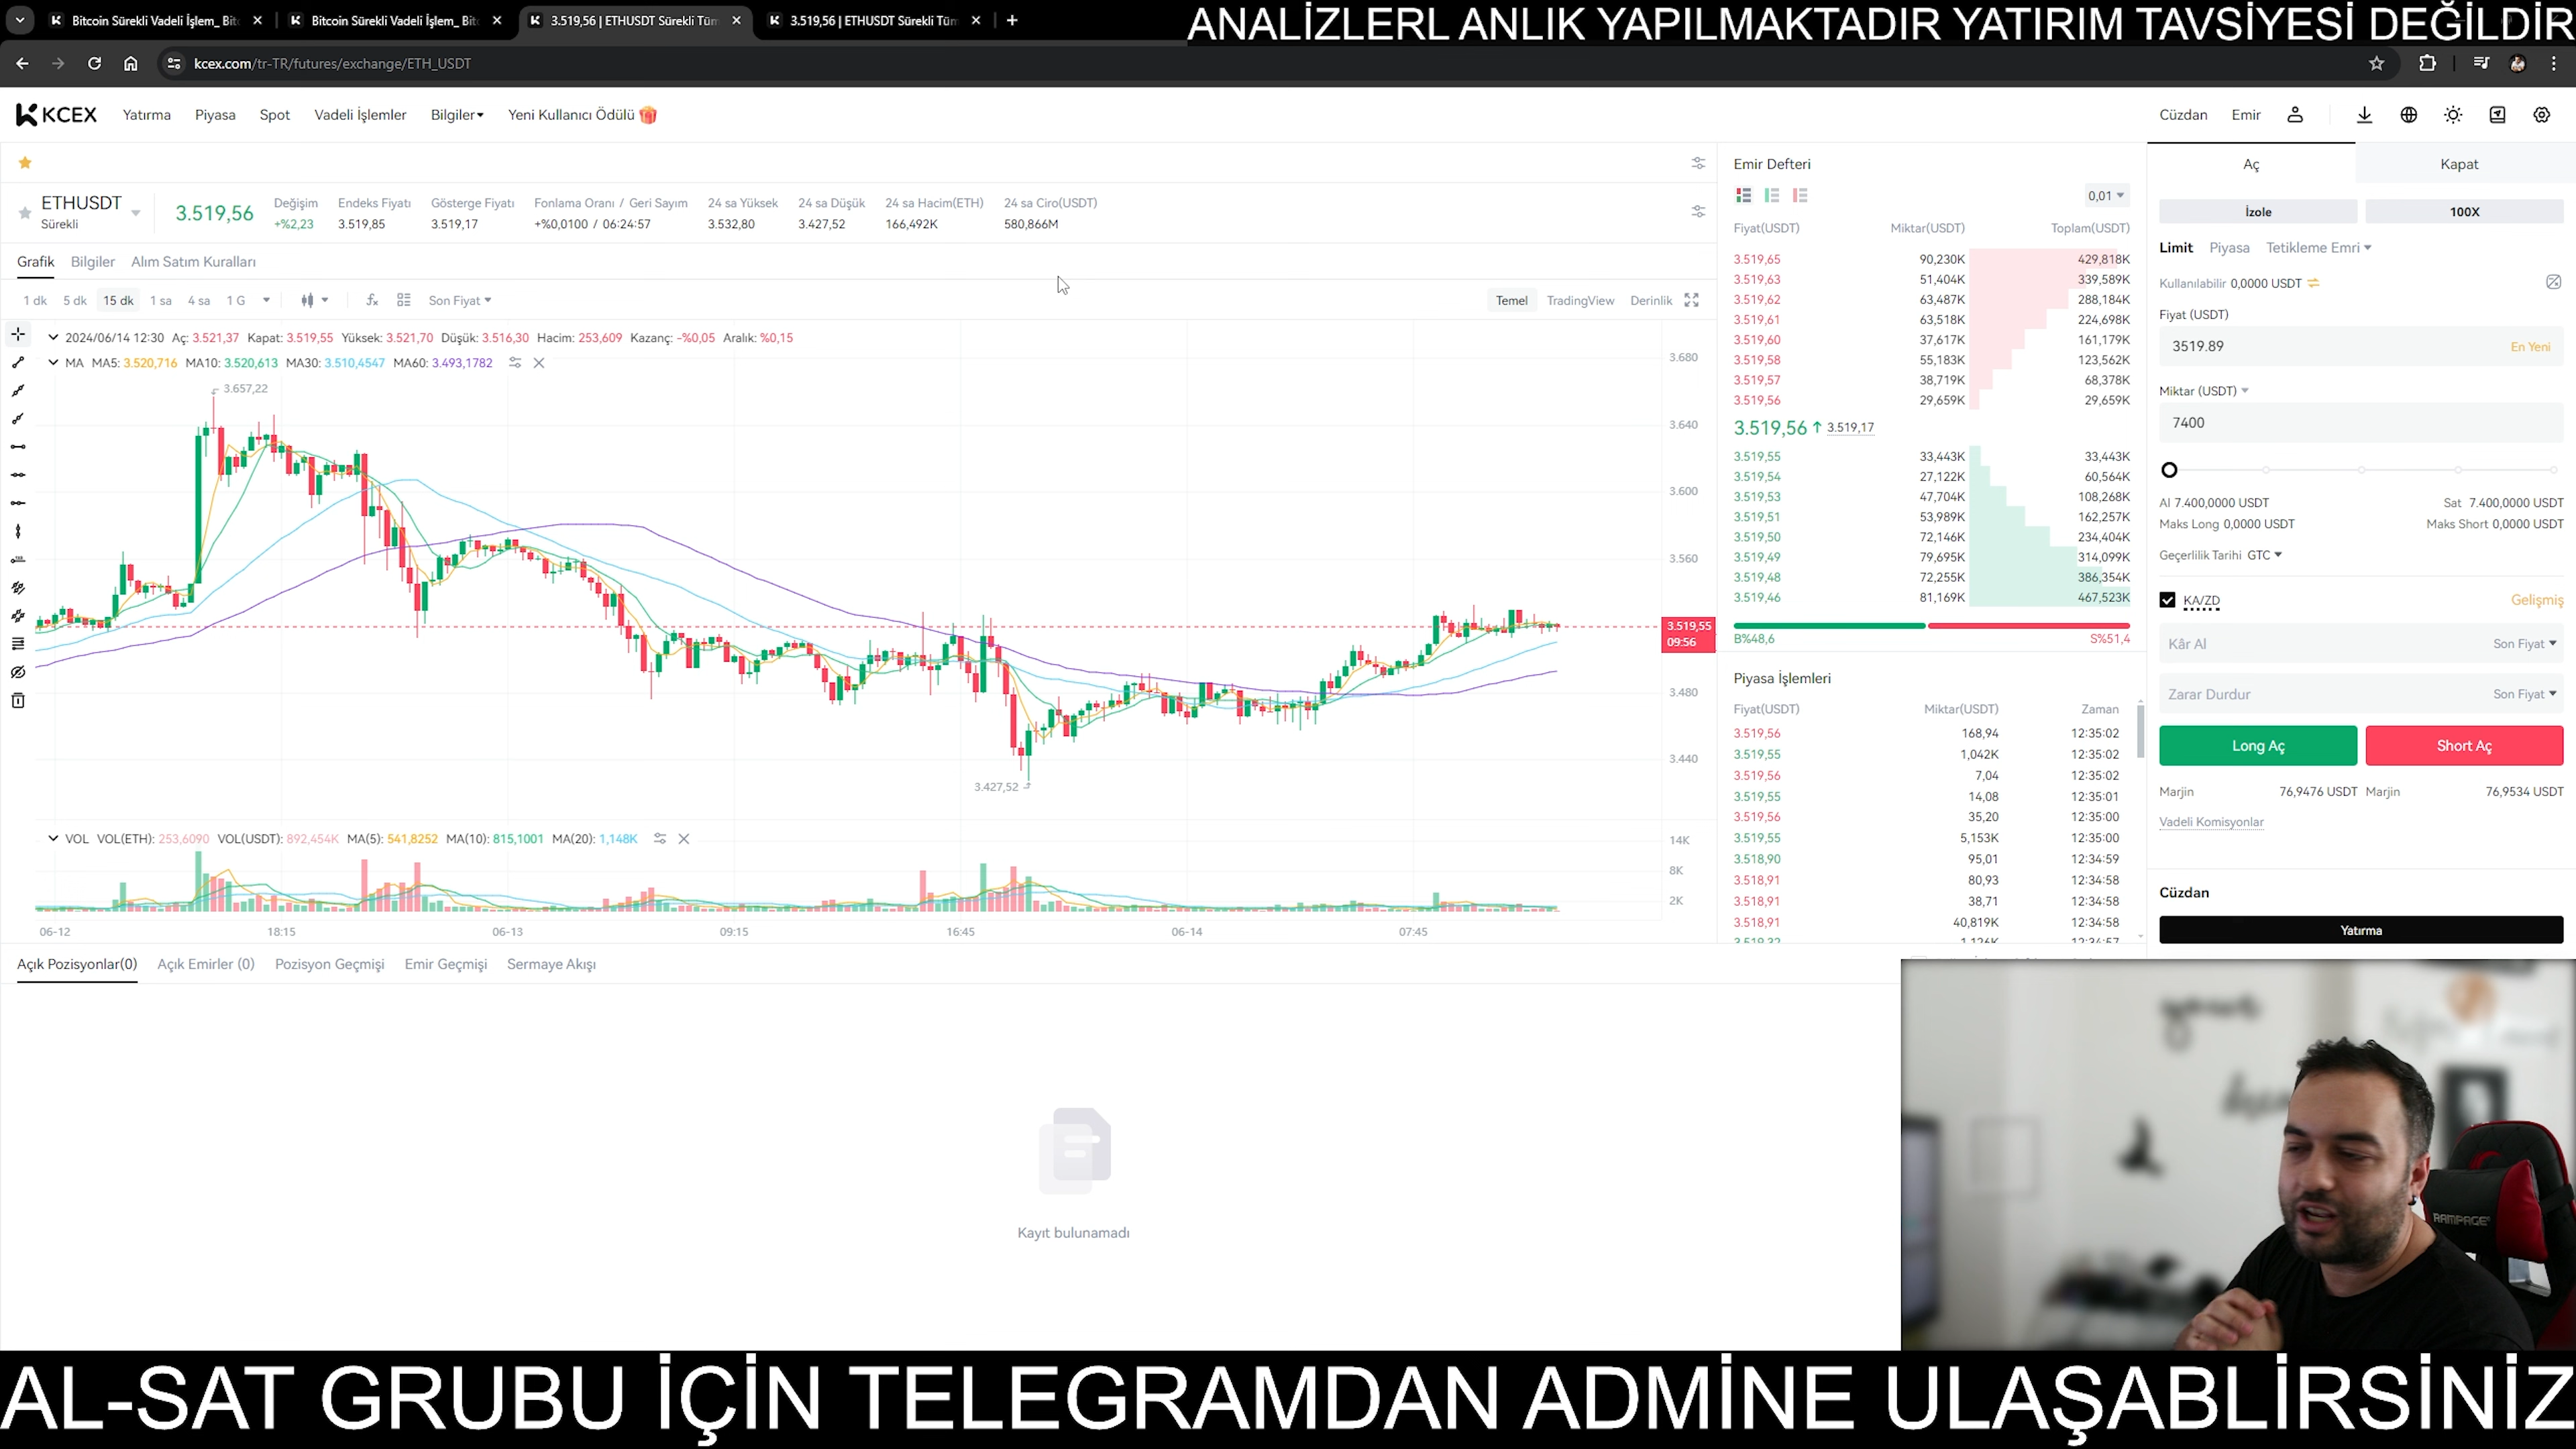 Bitcoin Sürekli Vadeli İşlem_ Bit
Bitcoin Sürekli Vadeli İşlem_ Bit
3.519,56 | ETHUSDT Sürekli Tüm
3.519,56 | ETHUSDT Sürekli Tüm
ANALİZLERL ANLIK YAPILMAKTADIR YATIRIM TAVSİYESİ DEĞİLDİR
kcex.com/tr-TR/futures/exchange/ETH_USDT
KCEX Yatırma Piyasa Spot Vadeli İşlemler Bilgiler Yeni Kullanıcı Ödülü
Cüzdan Emir
ETHUSDT
Sürekli
3.519,56
Değişim Endeks Fiyatı Gösterge Fiyatı Fonlama Oranı / Geri Sayım 24 sa Yüksek 24 sa Düşük 24 sa Hacim(ETH) 24 sa Ciro(USDT)
+%2,23 3.519,85 3.519,17 +%0,0100 / 06:24:57 3.532,80 3.427,52 166,492K 580,866M
Grafik Bilgiler Alım Satım Kuralları
1 dk 5 dk 15 dk 1 sa 4 sa 1 G Son Fiyat Temel TradingView Derinlik
2024/06/14 12:30 Aç: 3.521,37 Kapat: 3.519,55 Yüksek: 3.521,70 Düşük: 3.516,30 Hacim: 253,609 Kazanç: -%0,05 Aralık: %0,15
MA MA5: 3.520,716 MA10: 3.520,613 MA30: 3.510,4547 MA60: 3.493,1782
3.657,22
3.427,52
3.680
3.640
3.600
3.560
3.519,55
09:56
3.480
3.440
VOL VOL(ETH): 253,6090 VOL(USDT): 892,454K MA(5): 541,8252 MA(10): 815,1001 MA(20): 1,148K
14K
8K
2K
06-12 18:15 06-13 09:15 16:45 06-14 07:45
Emir Defteri
0,01
Fiyat(USDT) Miktar(USDT) Toplam(USDT)
3.519,65 90,230K 429,818K
3.519,63 51,404K 339,589K
3.519,62 63,487K 288,184K
3.519,61 63,518K 224,698K
3.519,60 37,617K 161,179K
3.519,58 55,183K 123,562K
3.519,57 38,719K 68,378K
3.519,56 29,659K 29,659K
3.519,56 3.519,17
3.519,55 33,443K 33,443K
3.519,54 27,122K 60,564K
3.519,53 47,704K 108,268K
3.519,51 53,989K 162,257K
3.519,50 72,146K 234,404K
3.519,49 79,695K 314,099K
3.519,48 72,255K 386,354K
3.519,46 81,169K 467,523K
B%48,6 S%51,4
Piyasa İşlemleri
Fiyat(USDT) Miktar(USDT) Zaman
3.519,56 168,94 12:35:02
3.519,55 1,042K 12:35:02
3.519,56 7,04 12:35:02
3.519,55 14,08 12:35:01
3.519,56 35,20 12:35:00
3.519,55 5,153K 12:35:00
3.518,90 95,01 12:34:59
3.518,91 80,93 12:34:58
3.518,91 38,71 12:34:58
3.518,91 40,819K 12:34:58
Aç Kapat
İzole 100X
Limit Piyasa Tetikleme Emri
Kullanılabilir 0,0000 USDT
Fiyat (USDT)
3519.89 En Yeni
Miktar (USDT)
7400
Al 7.400,0000 USDT Sat 7.400,0000 USDT
Maks Long 0,0000 USDT Maks Short 0,0000 USDT
Geçerlilik Tarihi GTC
KA/ZD Gelişmiş
Kâr Al Son Fiyat
Zarar Durdur Son Fiyat
Long Aç Short Aç
Marjin 76,9476 USDT Marjin 76,9534 USDT
Vadeli Komisyonlar
Cüzdan
Yatırma
Açık Pozisyonlar(0) Açık Emirler (0) Pozisyon Geçmişi Emir Geçmişi Sermaye Akışı
Kayıt bulunamadı
RAMPAGE
AL-SAT GRUBU İÇİN TELEGRAMDAN ADMİNE ULAŞABLİRSİNİZ